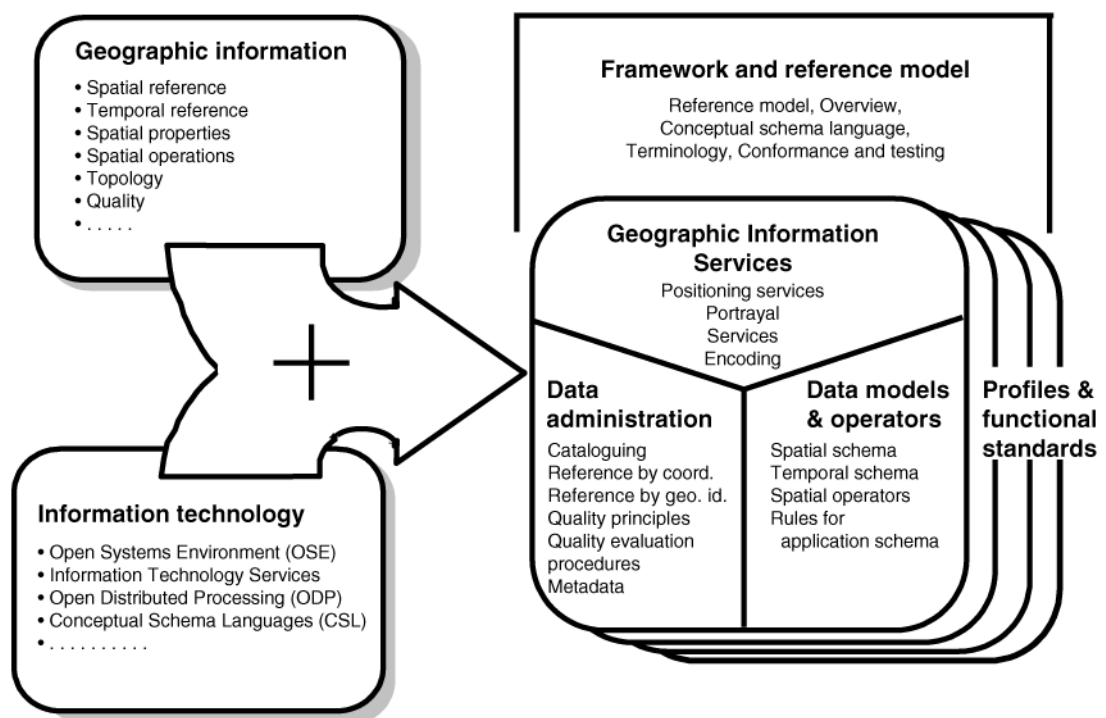 Geographic information
• Spatial reference
• Temporal reference
• Spatial properties
• Spatial operations
• Topology
• Quality
• . . . . .
Information technology
• Open Systems Environment (OSE)
• Information Technology Services
• Open Distributed Processing (ODP)
• Conceptual Schema Languages (CSL)
• . . . . . . . . . .
Framework and reference model
Reference model, Overview,
Conceptual schema language,
Terminology, Conformance and testing
Geographic Information
Services
Positioning services
Portrayal
Services
Encoding
Data
administration
Cataloguing
Reference by coord.
Reference by geo. id.
Quality principles
Quality evaluation
procedures
Metadata
Data models
& operators
Spatial schema
Temporal schema
Spatial operators
Rules for
application schema
Profiles &
functional
standards